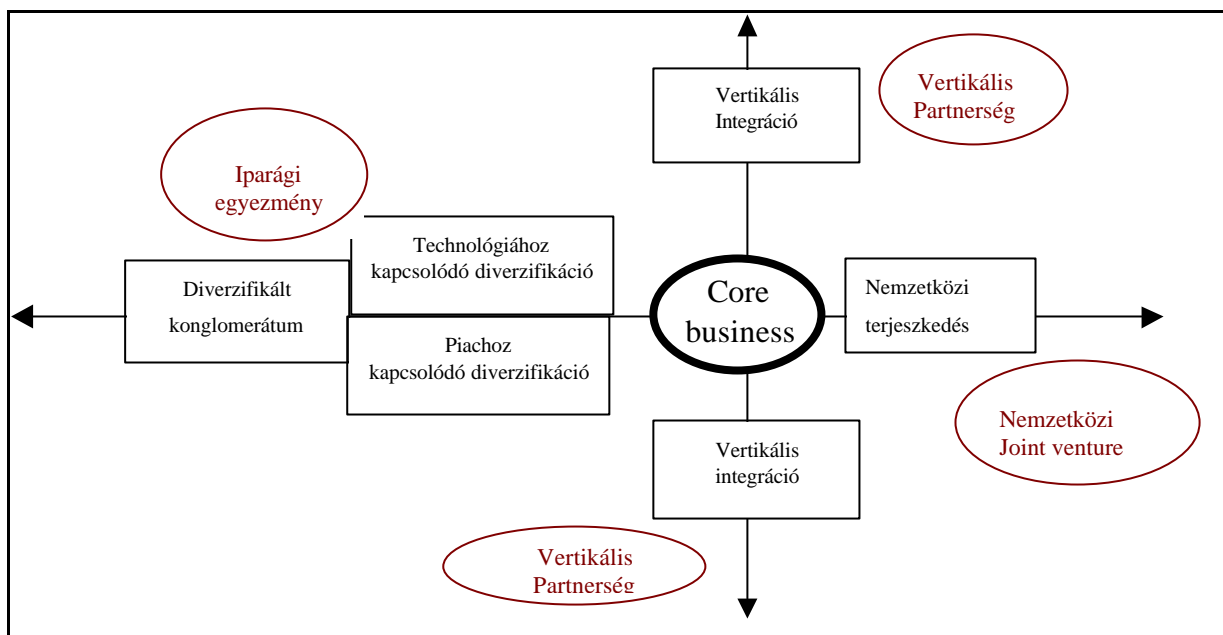 Vertikális
Integráció
Vertikális
Partnerség
Iparági
egyezmény
Technológiához
kapcsolódó diverzifikáció
Diverzifikált
konglomerátum
Piachoz
kapcsolódó diverzifikáció
Core
business
Nemzetközi
terjeszkedés
Nemzetközi
Joint venture
Vertikális
integráció
Vertikális
Partnerség